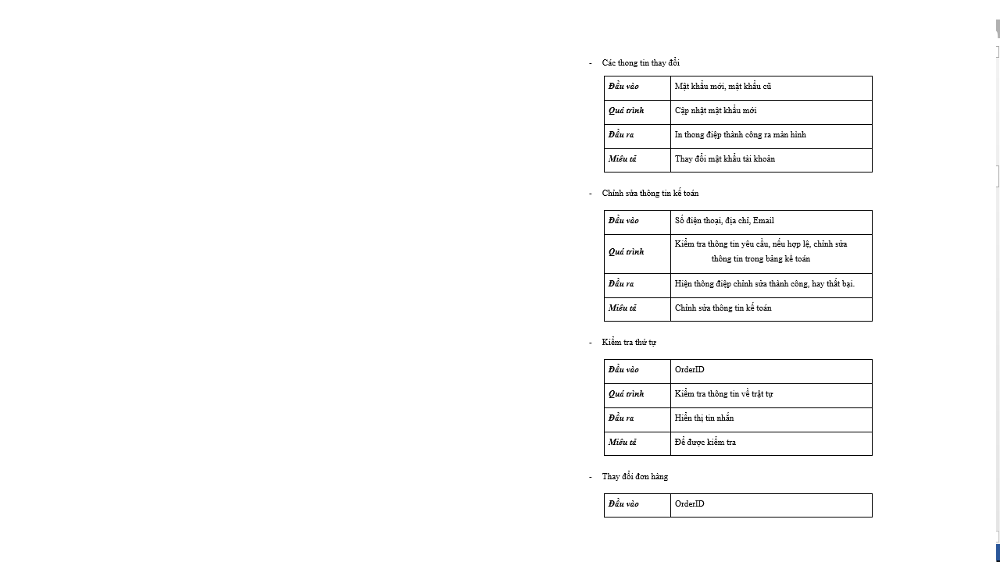 - Các thong tin thay đổi
Đầu vào Mật khẩu mới, mật khẩu cũ
Quá trình Cập nhật mật khẩu mới
Đầu ra In thong điệp thành công ra màn hình
Miêu tả Thay đổi mật khẩu tài khoản
- Chỉnh sửa thông tin kế toán
Đầu vào Số điện thoại, địa chỉ, Email
Quá trình Kiểm tra thông tin yêu cầu, nếu hợp lệ, chỉnh sửa
thông tin trong bảng kê toán
Đầu ra Hiện thông điệp chỉnh sửa thành công, hay thất bại.
Miêu tả Chỉnh sửa thông tin kế toán
- Kiểm tra thứ tự
Đầu vào OrderID
Quá trình Kiểm tra thông tin về trật tự
Đầu ra Hiển thị tin nhắn
Miêu tả Để được kiểm tra
- Thay đổi đơn hàng
Đầu vào OrderID